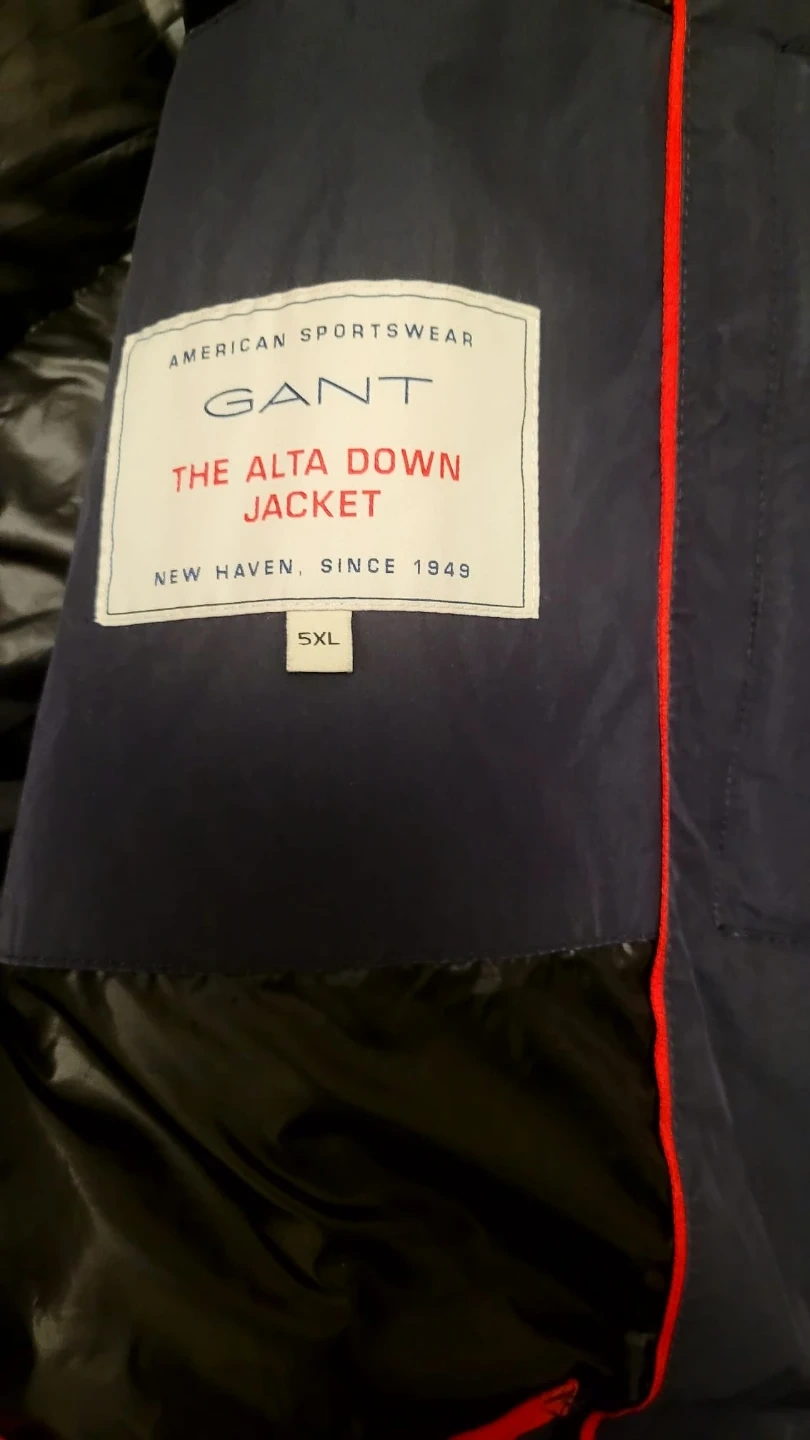 AMERICAN SPORTSWEAR
GANT
THE ALTA DOWN
JACKET
NEW HAVEN, SINCE 1949
5XL